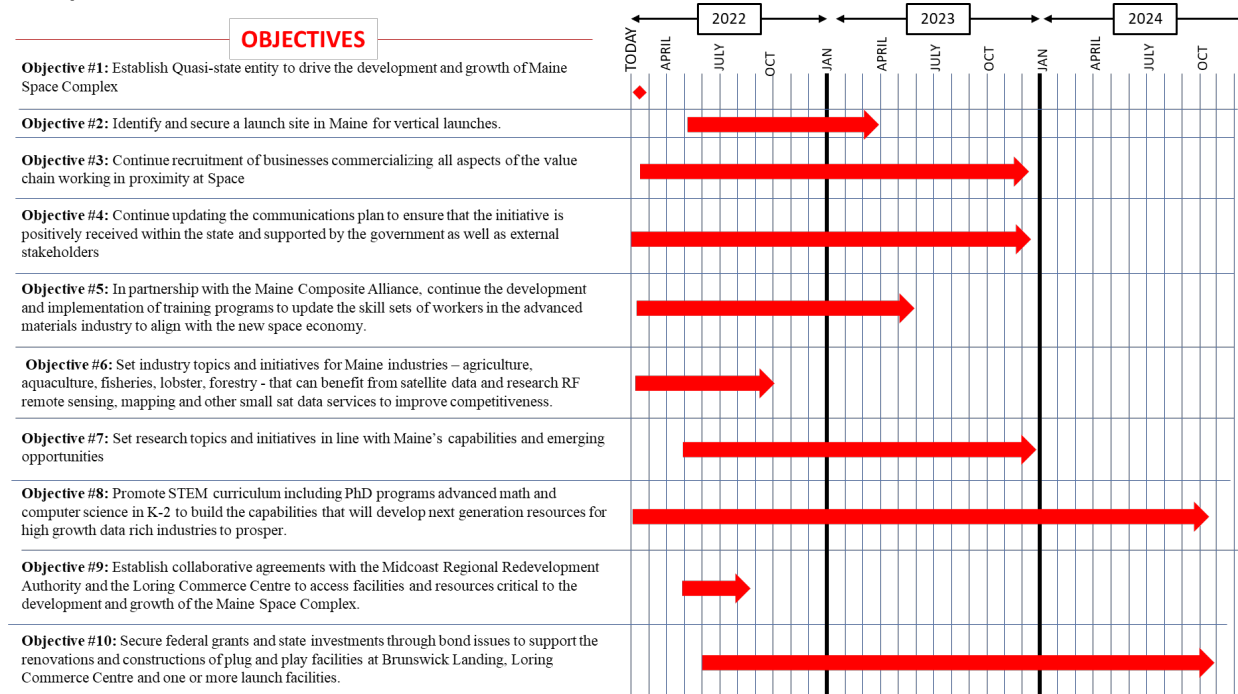 2022
2023
2024
OBJECTIVES
TODAY
APRIL
JULY
OCT
JAN
APRIL
JULY
OCT
JAN
APRIL
JULY
OCT
Objective #1: Establish Quasi-state entity to drive the development and growth of Maine
Space Complex
Objective #2: Identify and secure a launch site in Maine for vertical launches.
Objective #3: Continue recruitment of businesses commercializing all aspects of the value
chain working in proximity at Space
Objective #4: Continue updating the communications plan to ensure that the initiative is
positively received within the state and supported by the government as well as external
stakeholders
Objective #5: In partnership with the Maine Composite Alliance, continue the development
and implementation of training programs to update the skill sets of workers in the advanced
materials industry to align with the new space economy.
Objective #6: Set industry topics and initiatives for Maine industries – agriculture,
aquaculture, fisheries, lobster, forestry - that can benefit from satellite data and research RF
remote sensing, mapping and other small sat data services to improve competitiveness.
Objective #7: Set research topics and initiatives in line with Maine’s capabilities and emerging
opportunities
Objective #8: Promote STEM curriculum including PhD programs advanced math and
computer science in K-2 to build the capabilities that will develop next generation resources for
high growth data rich industries to prosper.
Objective #9: Establish collaborative agreements with the Midcoast Regional Redevelopment
Authority and the Loring Commerce Centre to access facilities and resources critical to the
development and growth of the Maine Space Complex.
Objective #10: Secure federal grants and state investments through bond issues to support the
renovations and constructions of plug and play facilities at Brunswick Landing, Loring
Commerce Centre and one or more launch facilities.